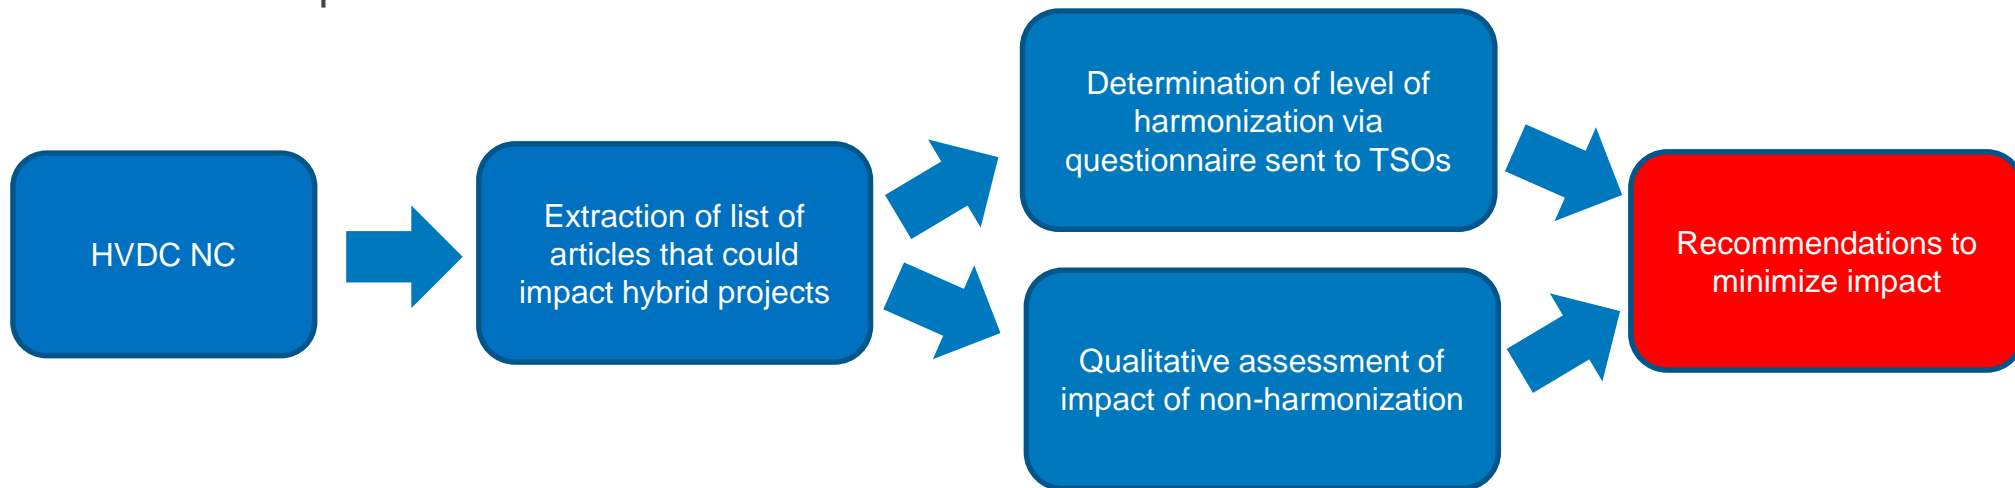 HVDC NC
Extraction of list of
articles that could
impact hybrid projects
Determination of level of
harmonization via
questionnaire sent to TSOs
Qualitative assessment of
impact of non-harmonization
Recommendations to
minimize impact